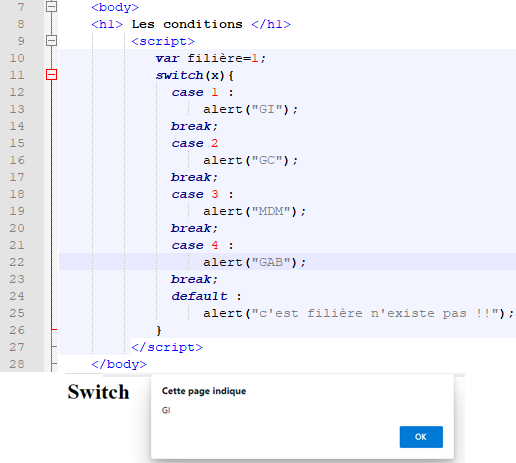 7 <body>
8 <h1> Les conditions </h1>
9 <script>
10 var filière=1;
11 switch(x){
12 case 1 :
13 alert("GI");
14 break;
15 case 2
16 alert("GC");
17 break;
18 case 3 :
19 alert("MDM");
20 break;
21 case 4 :
22 alert("GAB");
23 break;
24 default :
25 alert("c'est filière n'existe pas !!");
26 }
27 </script>
28 </body>
Switch
Cette page indique
GI
OK